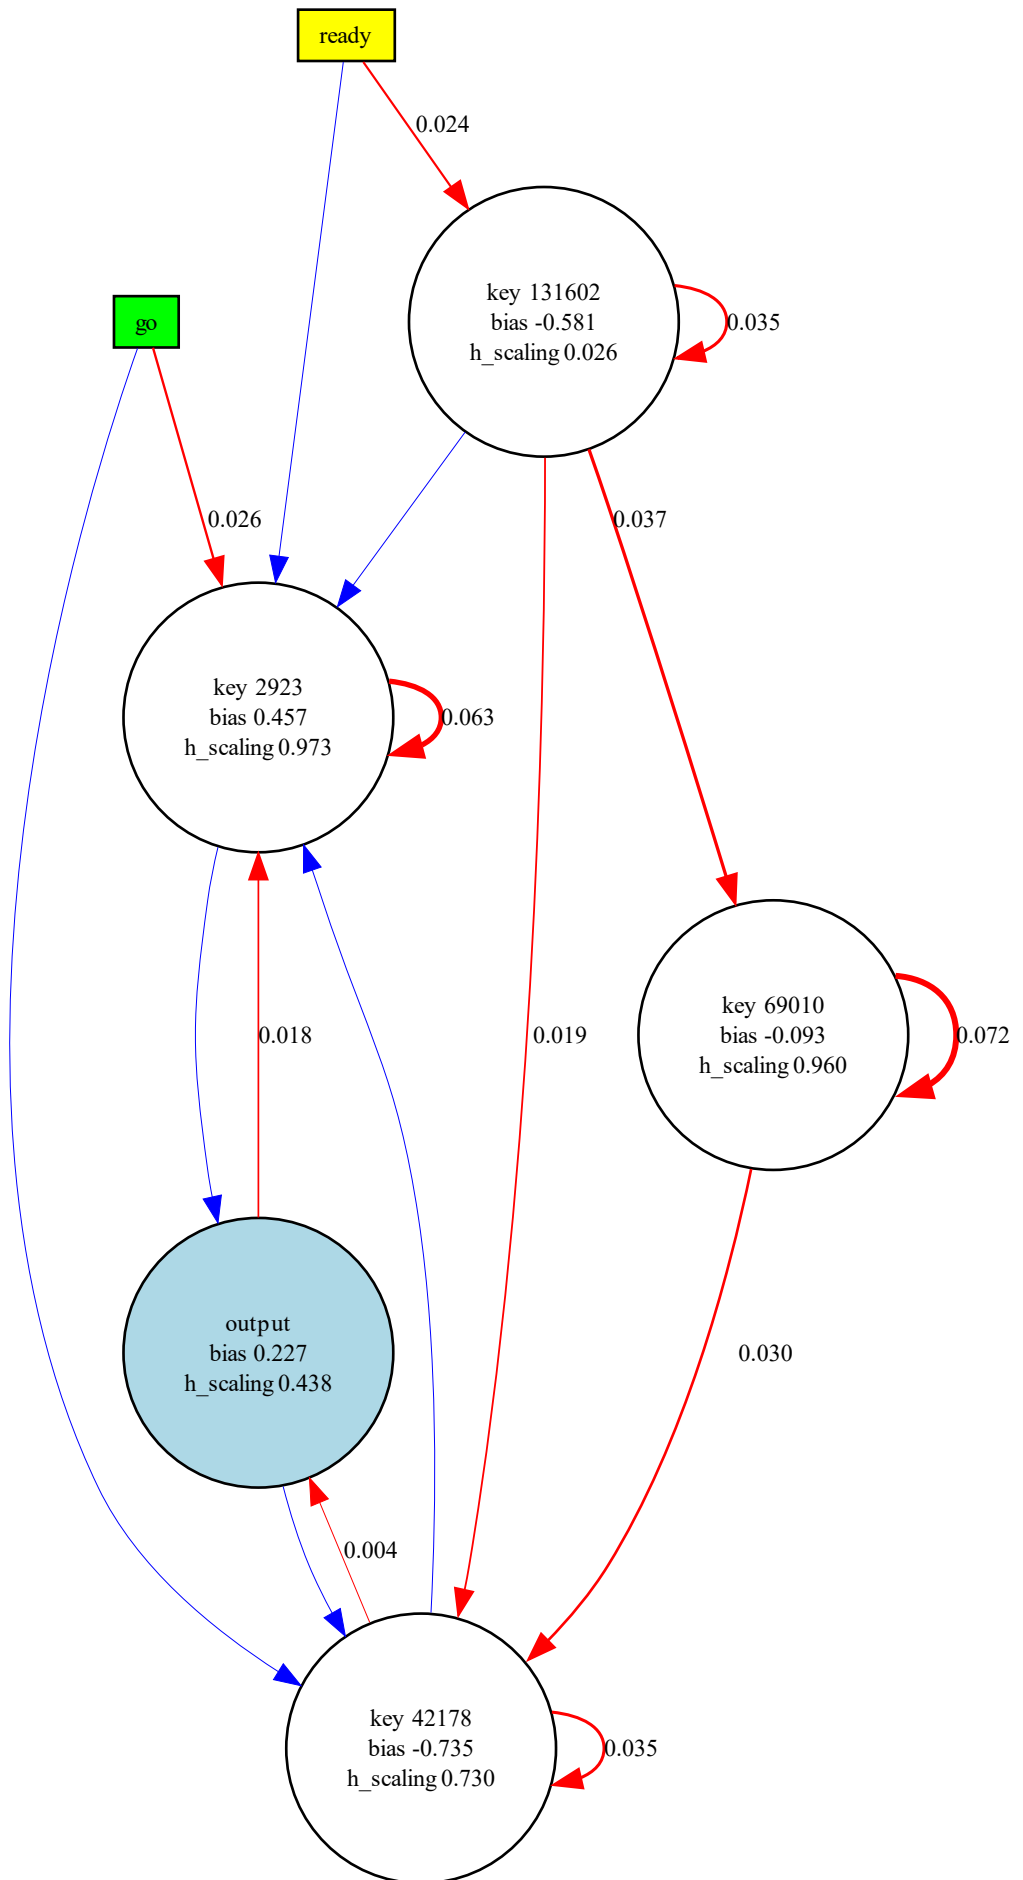 ready
0.024
key 131602
bias -0.581
h_scaling 0.026
0.035
go
0.026
0.037
key 2923
bias 0.457
h_scaling 0.973
0.063
key 69010
bias -0.093
h_scaling 0.960
0.072
0.018
0.019
output
bias 0.227
h_scaling 0.438
0.030
0.004
key 42178
bias -0.735
h_scaling 0.730
0.035